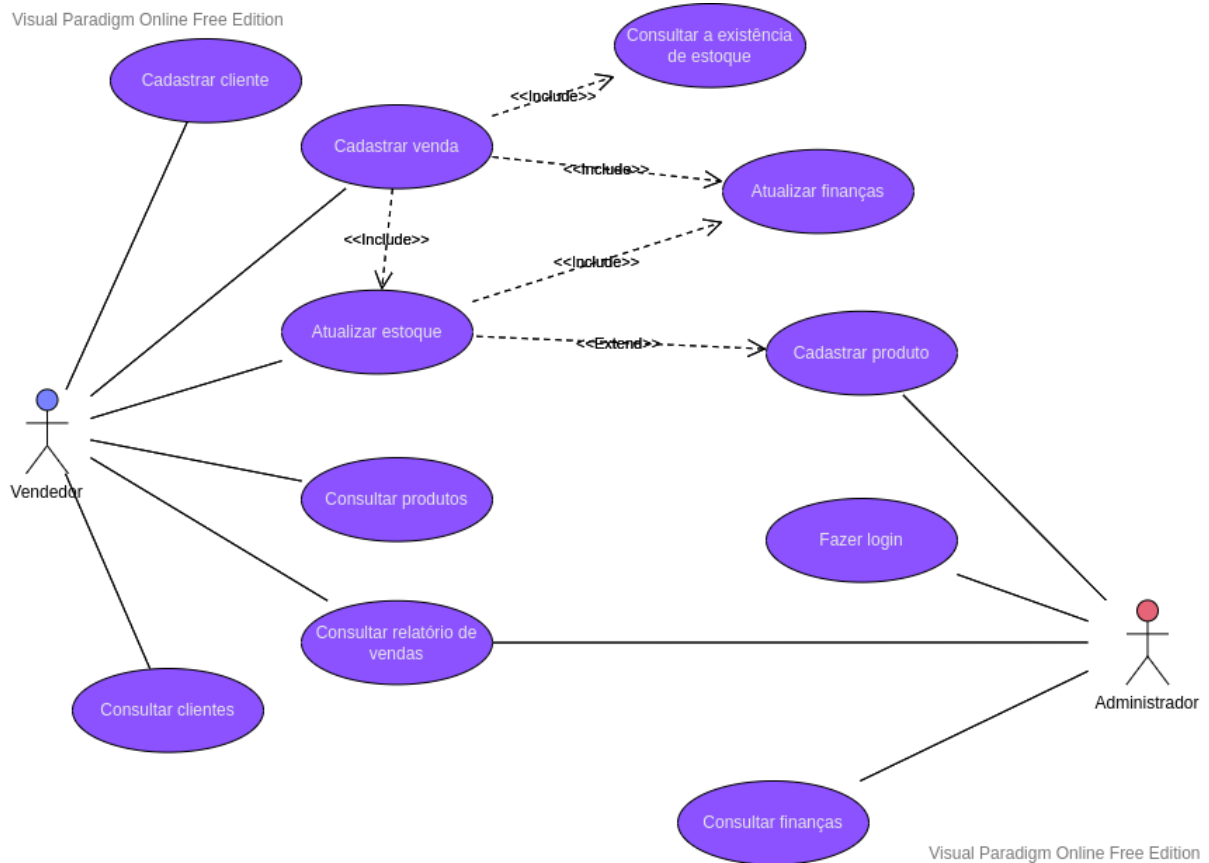 Visual Paradigm Online Free Edition
Consultar a existência
de estoque
Cadastrar cliente
<<Include>>
Cadastrar venda
<<Include>>
Atualizar finanças
<<Include>>
<<Include>>
Atualizar estoque
<<Extend>>
Cadastrar produto
Vendedor
Consultar produtos
Fazer login
Consultar relatório de
vendas
Consultar clientes
Administrador
Consultar finanças
Visual Paradigm Online Free Edition